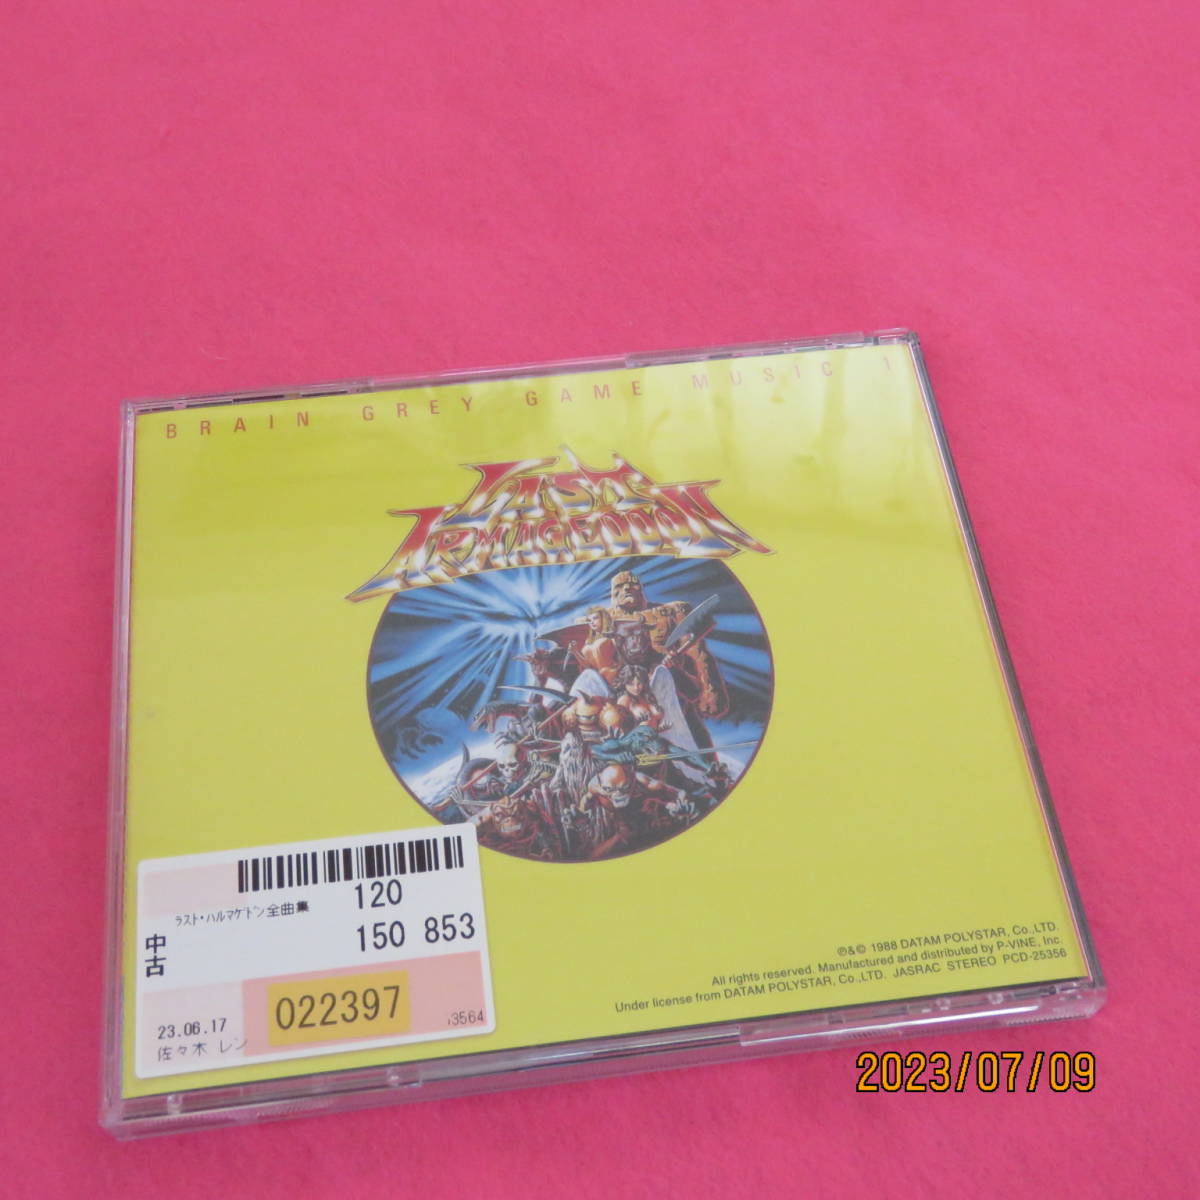 BRAIN GREY GAME MUSIC 1
LAST
ARMAGEDDON
120
ラスト・ハルマゲドン全曲集
150 853
中古
022397
23.06.17
佐々木 レン
℗&© 1988 DATAM POLYSTAR, Co.,LTD.
All rights reserved. Manufactured and distributed by P-VINE, Inc.
Under license from DATAM POLYSTAR, Co.,LTD. JASRAC STEREO PCD-25356
2023/07/09